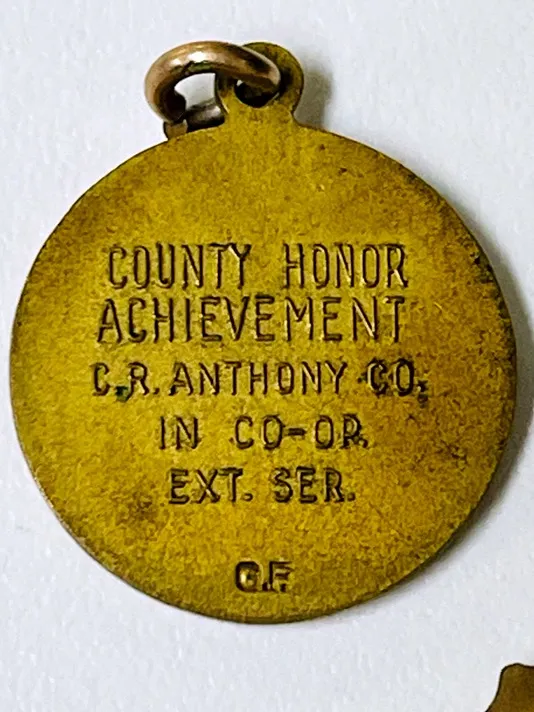 COUNTY HONOR
ACHIEVEMENT
C.R. ANTHONY CO.
IN CO-OP.
EXT. SER.
G.F.